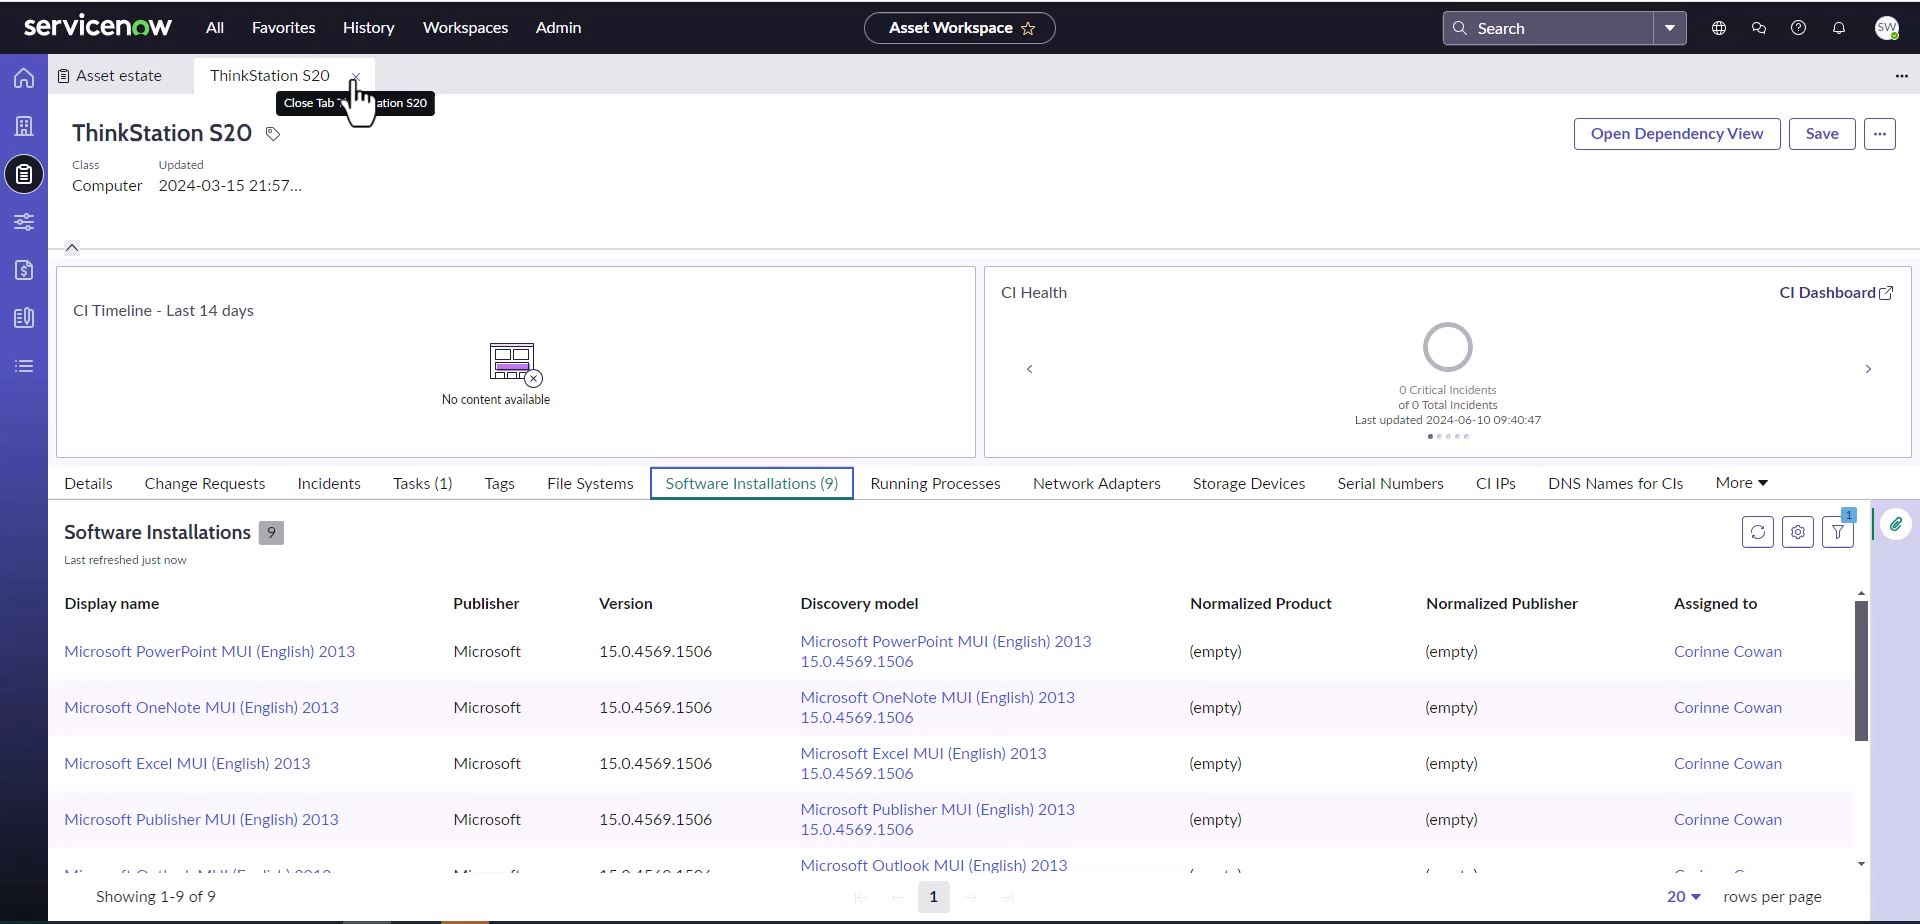 servicenow All Favorites History Workspaces Admin Asset Workspace Search SW
Asset estate ThinkStation S20
Close Tab ation S20
ThinkStation S20 Open Dependency View Save
Class Updated
Computer 2024-03-15 21:57...
CI Timeline - Last 14 days
No content available
CI Health CI Dashboard
0 Critical Incidents
of 0 Total Incidents
Last updated 2024-06-10 09:40:47
Details Change Requests Incidents Tasks (1) Tags File Systems Software Installations (9) Running Processes Network Adapters Storage Devices Serial Numbers CI IPs DNS Names for CIs More
Software Installations 9 1
Last refreshed just now
Display name Publisher Version Discovery model Normalized Product Normalized Publisher Assigned to
Microsoft PowerPoint MUI (English) 2013 Microsoft 15.0.4569.1506 Microsoft PowerPoint MUI (English) 2013 (empty) (empty) Corinne Cowan
15.0.4569.1506
Microsoft OneNote MUI (English) 2013 Microsoft 15.0.4569.1506 Microsoft OneNote MUI (English) 2013 (empty) (empty) Corinne Cowan
15.0.4569.1506
Microsoft Excel MUI (English) 2013 Microsoft 15.0.4569.1506 Microsoft Excel MUI (English) 2013 (empty) (empty) Corinne Cowan
15.0.4569.1506
Microsoft Publisher MUI (English) 2013 Microsoft 15.0.4569.1506 Microsoft Publisher MUI (English) 2013 (empty) (empty) Corinne Cowan
15.0.4569.1506
Microsoft Outlook MUI (English) 2013
Showing 1-9 of 9 1 20 rows per page